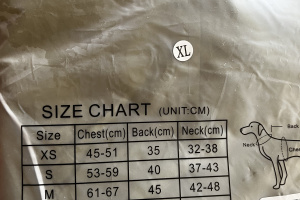 XL
SIZE CHART (UNIT:CM)
Size Chest(cm) Back(cm) Neck(cm)
XS 45-51 35 32-38
S 53-59 40 37-43
M 61-67 45 42-48
Neck
Che